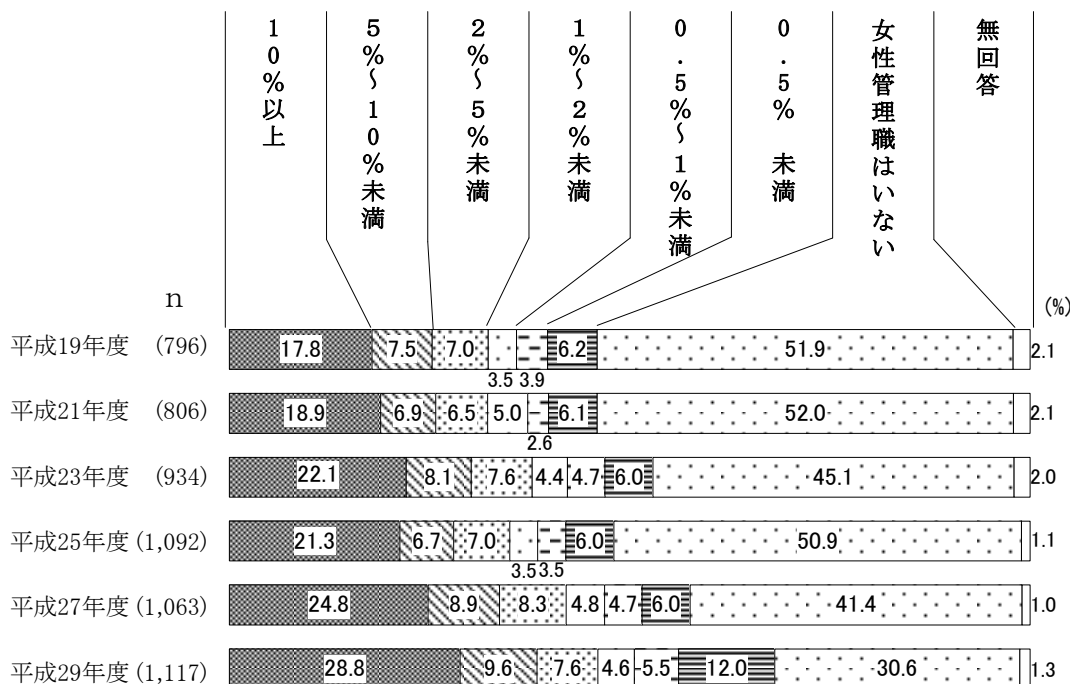 10%以上
5%~10%未満
2%~5%未満
1%~2%未満
0.5%~1%未満
0.5% 未満
女性管理職はいない
無回答
n
(%)
平成19年度 (796) 17.8 7.5 7.0 3.5 3.9 6.2 51.9 2.1
平成21年度 (806) 18.9 6.9 6.5 5.0 2.6 6.1 52.0 2.1
平成23年度 (934) 22.1 8.1 7.6 4.4 4.7 6.0 45.1 2.0
平成25年度 (1,092) 21.3 6.7 7.0 3.5 3.5 6.0 50.9 1.1
平成27年度 (1,063) 24.8 8.9 8.3 4.8 4.7 6.0 41.4 1.0
平成29年度 (1,117) 28.8 9.6 7.6 4.6 5.5 12.0 30.6 1.3